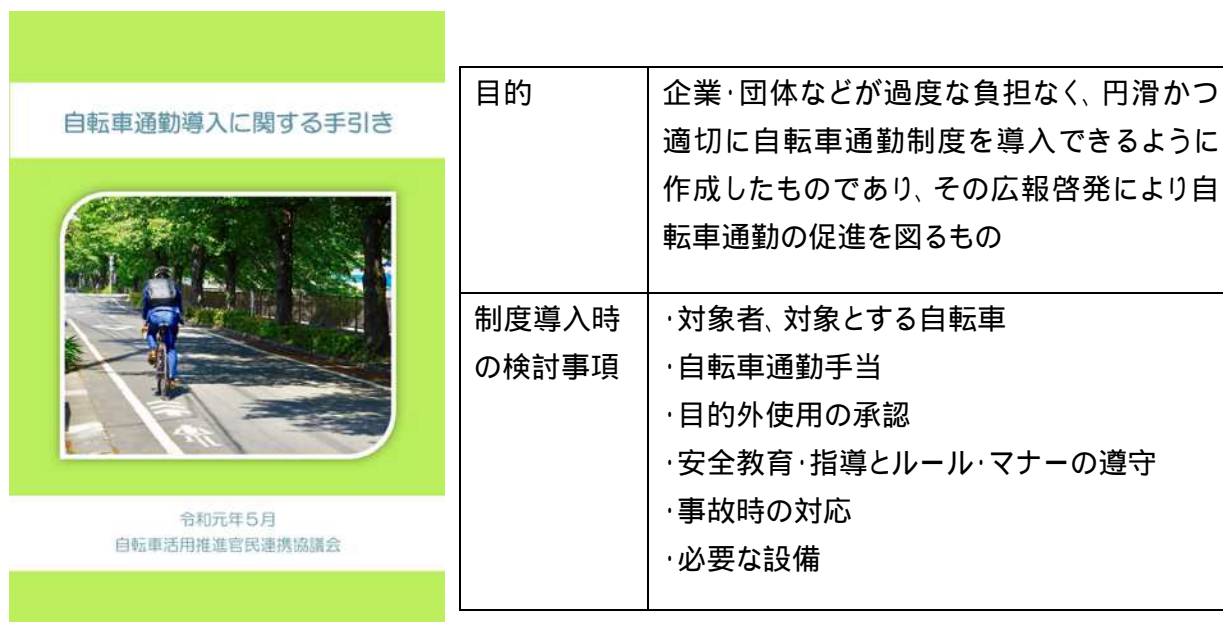 自転車通勤導入に関する手引き
令和元年5月
自転車活用推進官民連携協議会
目的
企業・団体などが過度な負担なく、円滑かつ
適切に自転車通勤制度を導入できるように
作成したものであり、その広報啓発により自
転車通勤の促進を図るもの
制度導入時
の検討事項
・対象者、対象とする自転車
・自転車通勤手当
・目的外使用の承認
・安全教育・指導とルール・マナーの遵守
・事故時の対応
・必要な設備